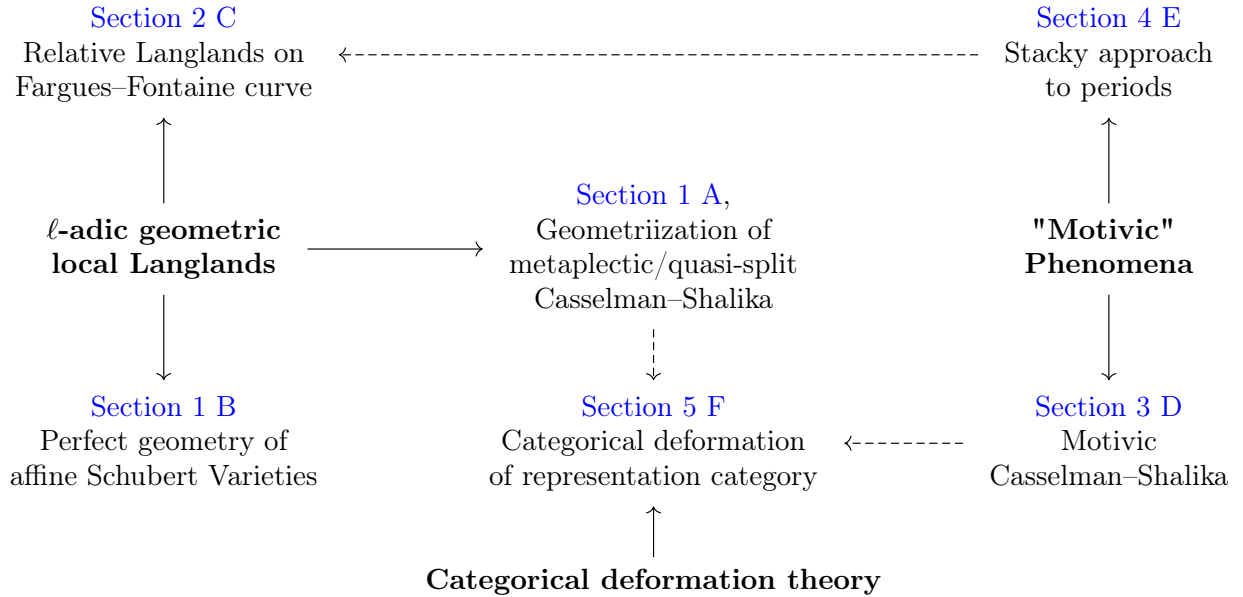 Section 2 C
Relative Langlands on
Fargues–Fontaine curve
Section 4 E
Stacky approach
to periods
ℓ-adic geometric
local Langlands
Section 1 A,
Geometriization of
metaplectic/quasi-split
Casselman–Shalika
"Motivic"
Phenomena
Section 1 B
Perfect geometry of
affine Schubert Varieties
Section 5 F
Categorical deformation
of representation category
Section 3 D
Motivic
Casselman–Shalika
Categorical deformation theory